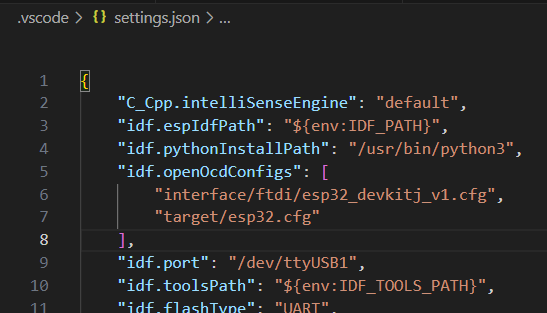 .vscode > {} settings.json > ...
1 {
2 "C_Cpp.intelliSenseEngine": "default",
3 "idf.espIdfPath": "${env:IDF_PATH}",
4 "idf.pythonInstallPath": "/usr/bin/python3",
5 "idf.openOcdConfigs": [
6 "interface/ftdi/esp32_devkitj_v1.cfg",
7 "target/esp32.cfg"
8 ],
9 "idf.port": "/dev/ttyUSB1",
10 "idf.toolsPath": "${env:IDF_TOOLS_PATH}",
11 "idf.flashType": "UART",